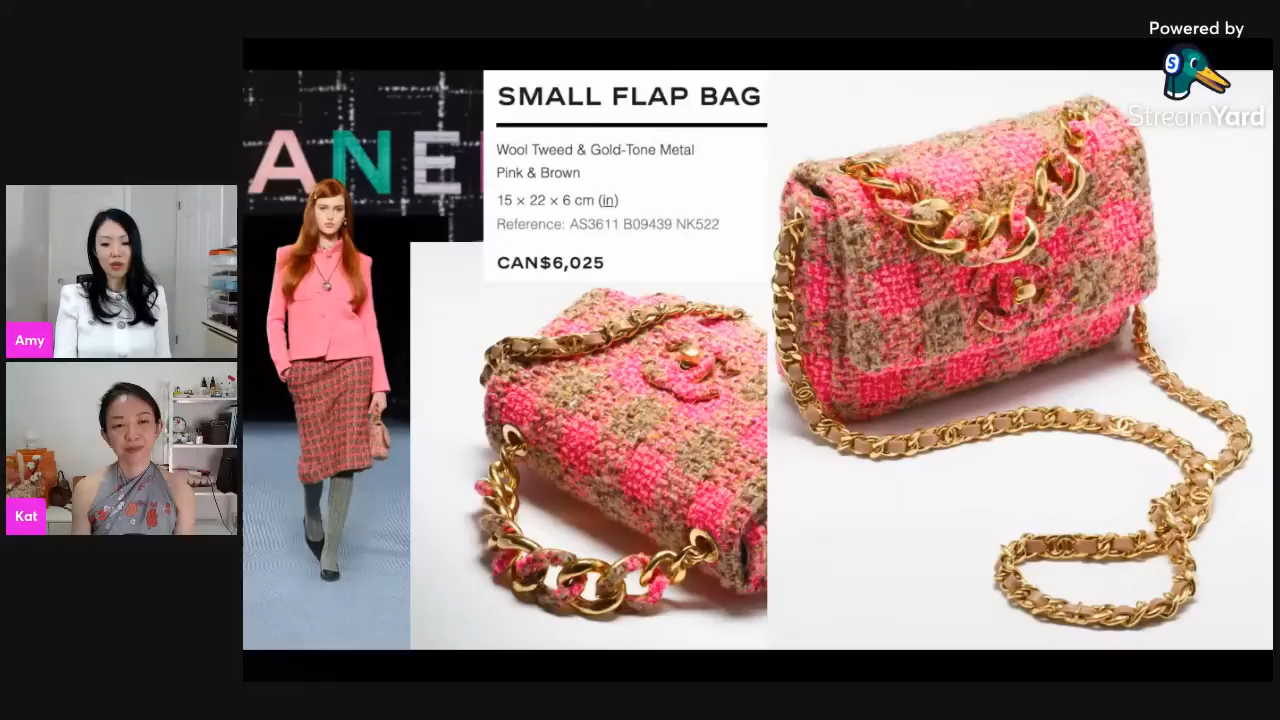 Powered by
StreamYard
ANE
SMALL FLAP BAG
Wool Tweed & Gold-Tone Metal
Pink & Brown
15 × 22 × 6 cm (in)
Reference: AS3611 B09439 NK522
CAN$6,025
Amy
Kat